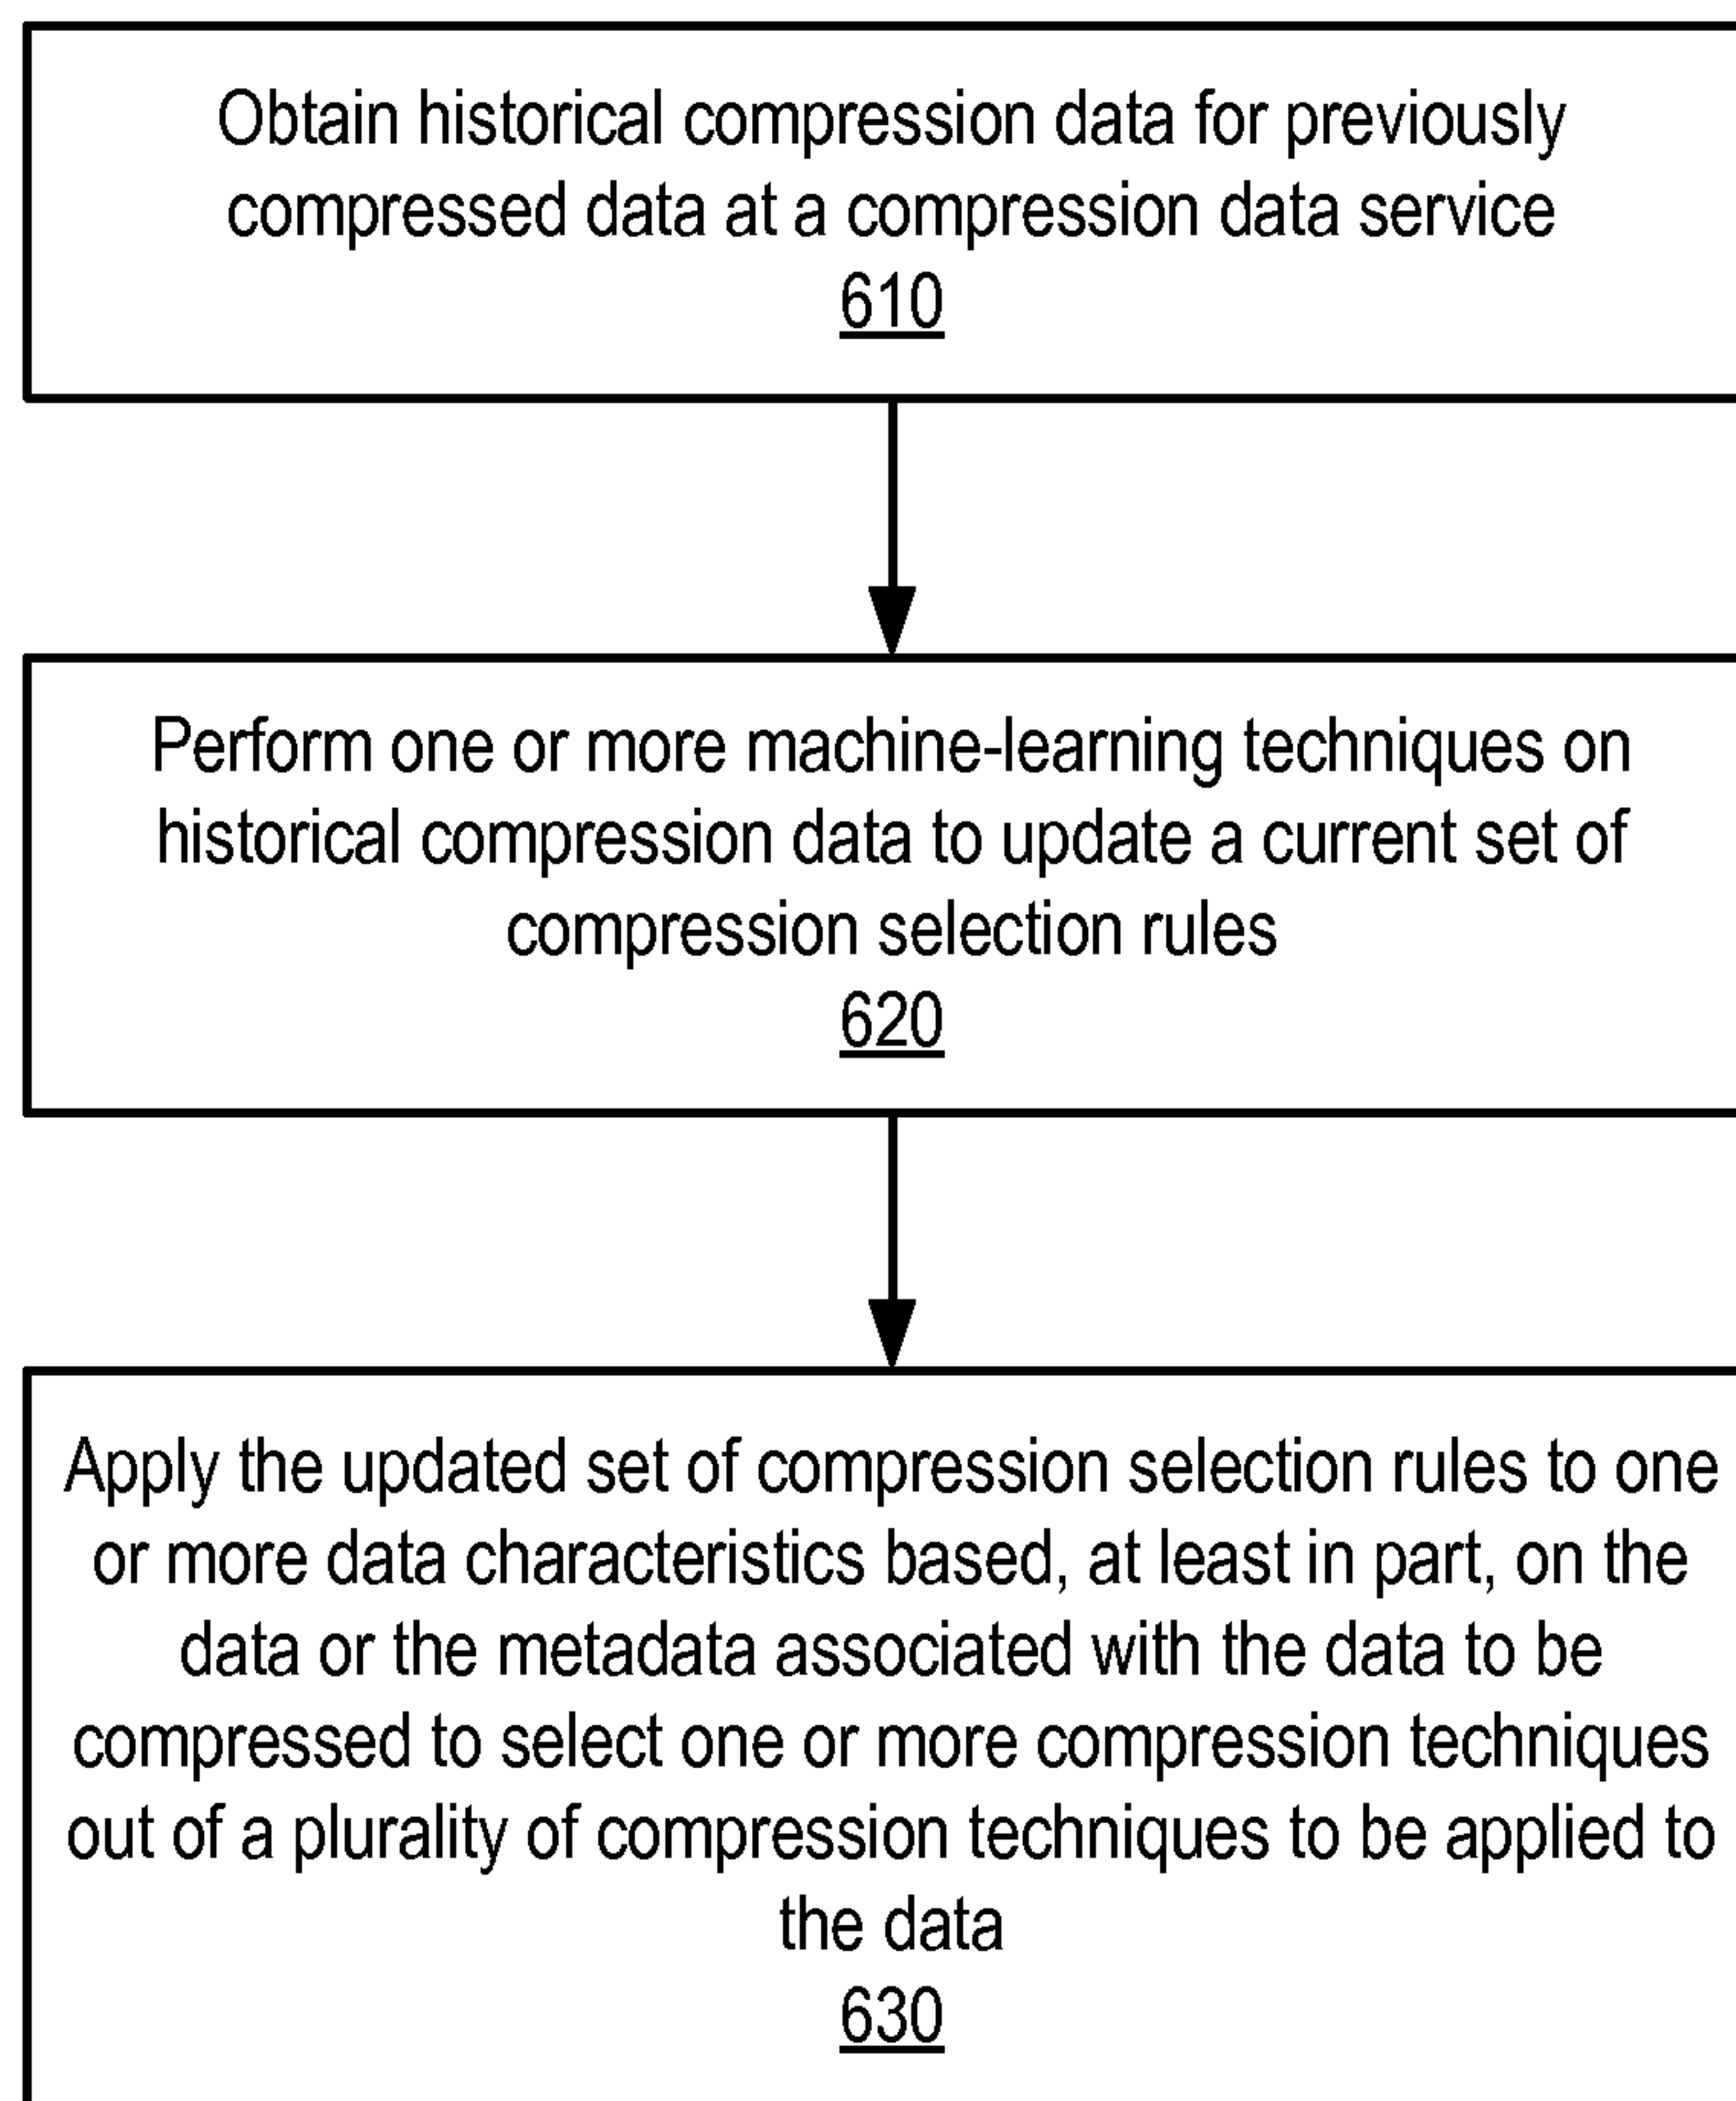 Obtain historical compression data for previously
compressed data at a compression data service
610
Perform one or more machine-learning techniques on
historical compression data to update a current set of
compression selection rules
620
Apply the updated set of compression selection rules to one
or more data characteristics based, at least in part, on the
data or the metadata associated with the data to be
compressed to select one or more compression techniques
out of a plurality of compression techniques to be applied to
the data
630